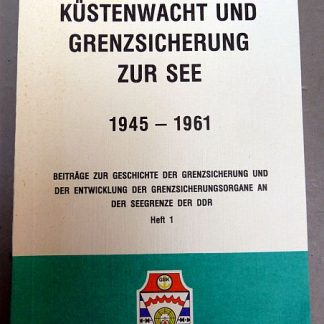 KÜSTENWACHT UND
GRENZSICHERUNG
ZUR SEE
1945 – 1961
BEITRÄGE ZUR GESCHICHTE DER GRENZSICHERUNG UND
DER ENTWICKLUNG DER GRENZSICHERUNGSORGANE AN
DER SEEGRENZE DER DDR
Heft 1